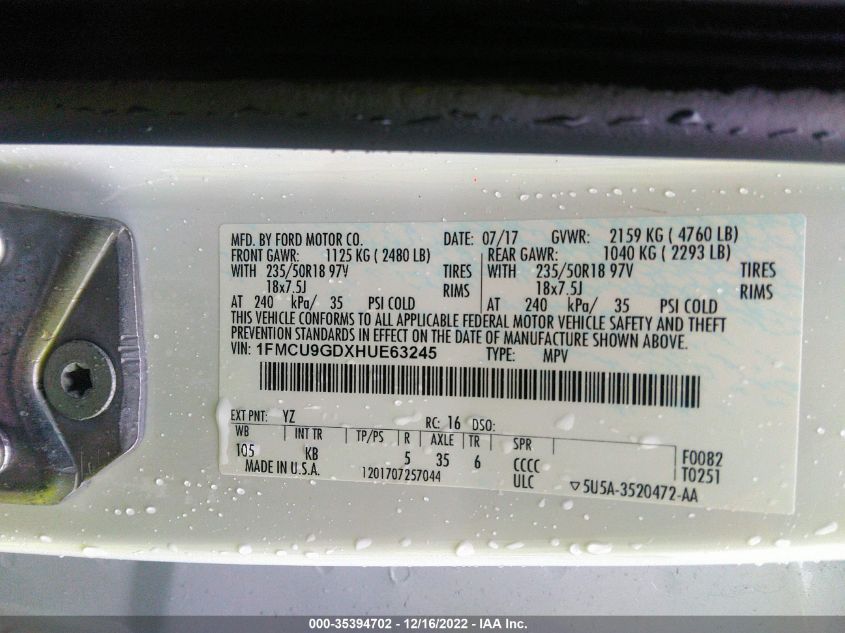 MFD. BY FORD MOTOR CO. DATE: 07/17 GVWR: 2159 KG ( 4760 LB)
FRONT GAWR: 1125 KG ( 2480 LB) REAR GAWR: 1040 KG ( 2293 LB)
WITH 235/50R18 97V TIRES WITH 235/50R18 97V TIRES
18x7.5J RIMS 18x7.5J RIMS
AT 240 kPa/ 35 PSI COLD AT 240 kPa/ 35 PSI COLD
THIS VEHICLE CONFORMS TO ALL APPLICABLE FEDERAL MOTOR VEHICLE SAFETY AND THEFT
PREVENTION STANDARDS IN EFFECT ON THE DATE OF MANUFACTURE SHOWN ABOVE.
VIN: 1FMCU9GDXHUE63245 TYPE: MPV
EXT PNT: YZ RC: 16 DSO:
WB INT TR TP/PS R AXLE TR SPR F0082
105 KB 5 35 6 CCCC T0251
MADE IN U.S.A. 1201707257044 ULC ▽5U5A-3520472-AA
000-35394702 - 12/16/2022 - IAA Inc.